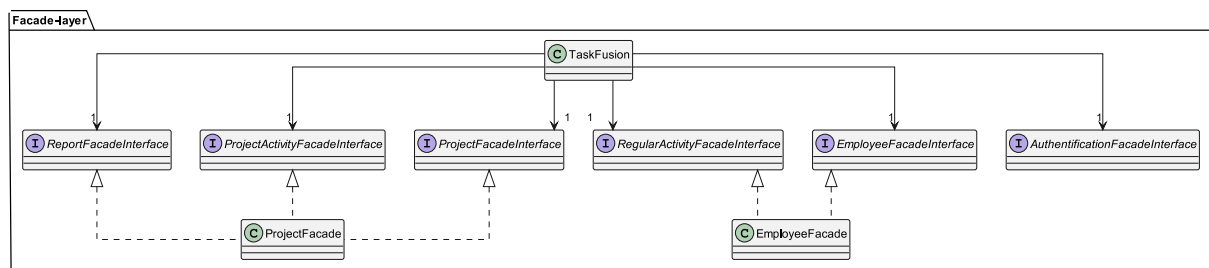 Facade-layer
C TaskFusion
1 1 1 1 1 1
I ReportFacadeInterface
I ProjectActivityFacadeInterface
I ProjectFacadeInterface
I RegularActivityFacadeInterface
I EmployeeFacadeInterface
I AuthentificationFacadeInterface
C ProjectFacade
C EmployeeFacade